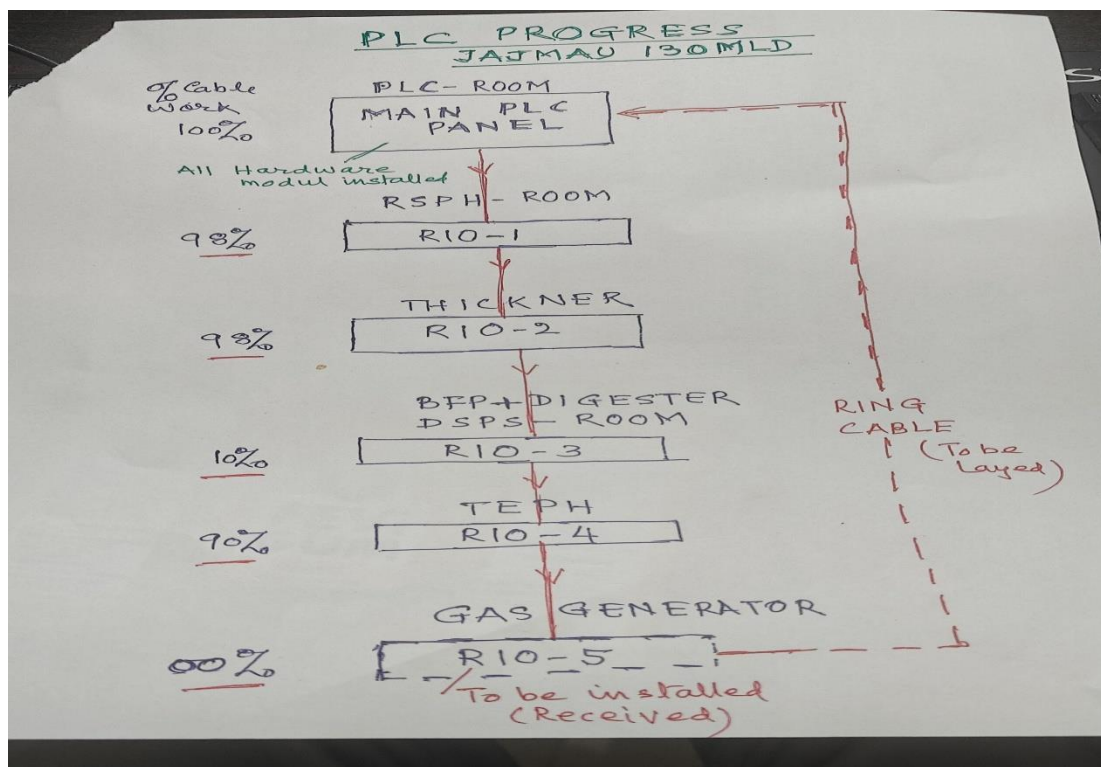 PLC PROGRESS
JAJMAU 130MLD
% Cable
work
100%
PLC-ROOM
MAIN PLC
PANEL
All Hardware
modul installed
RSPH-ROOM
98%
RIO-1
THICKNER
98%
RIO-2
BFP+DIGESTER
DSPS-ROOM
10%
RIO-3
TEPH
90%
RIO-4
GAS GENERATOR
00%
RIO-5
To be installed
(Received)
RING
CABLE
(To be
Layed)
S